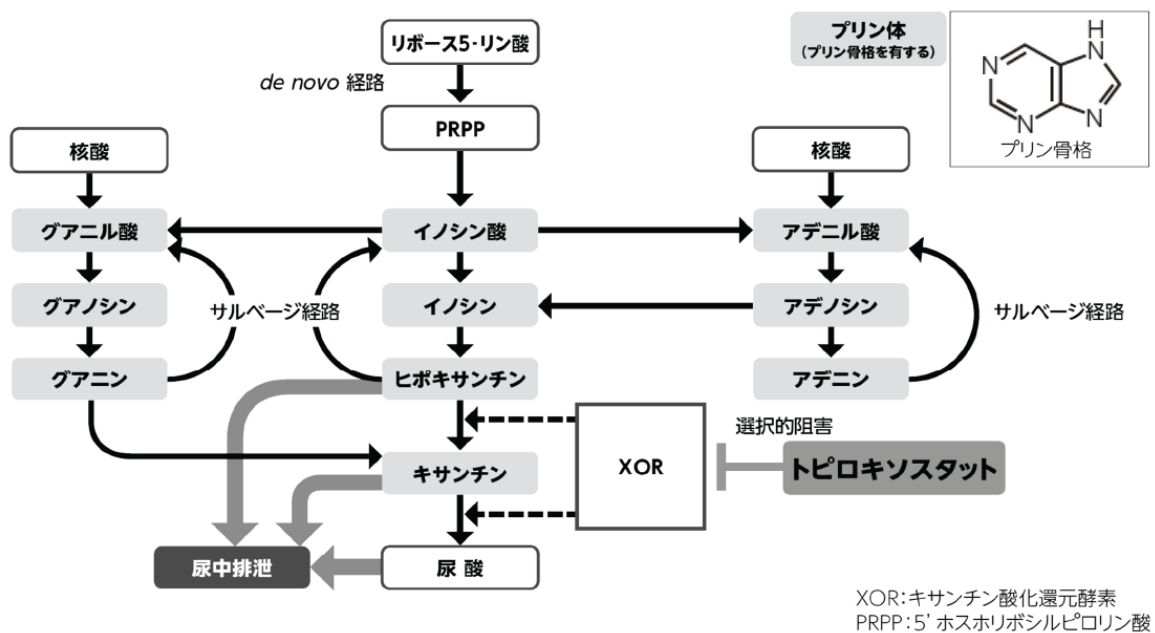 リボース5-リン酸
プリン体
(プリン骨格を有する)
H
N
N
N
N
プリン骨格
de novo 経路
PRPP
核酸
核酸
グアニル酸
イノシン酸
アデニル酸
グアノシン
サルベージ経路
イノシン
アデノシン
サルベージ経路
グアニン
ヒポキサンチン
アデニン
選択的阻害
XOR
トピロキソスタット
キサンチン
尿中排泄
尿 酸
XOR:キサンチン酸化還元酵素
PRPP:5' ホスホリボシルピロリン酸